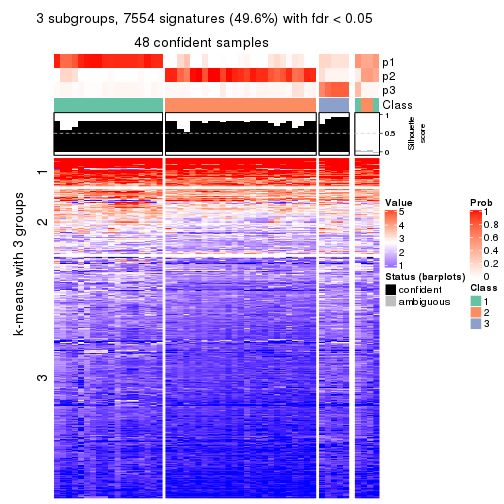 3 subgroups, 7554 signatures (49.6%) with fdr < 0.05
48 confident samples
p1
p2
p3
Class
1
0.5
0
Silhouette
score
k-means with 3 groups
1
2
3
Value
5
4
3
2
1
Status (barplots)
confident
ambiguous
Prob
1
0.8
0.6
0.4
0.2
0
Class
1
2
3